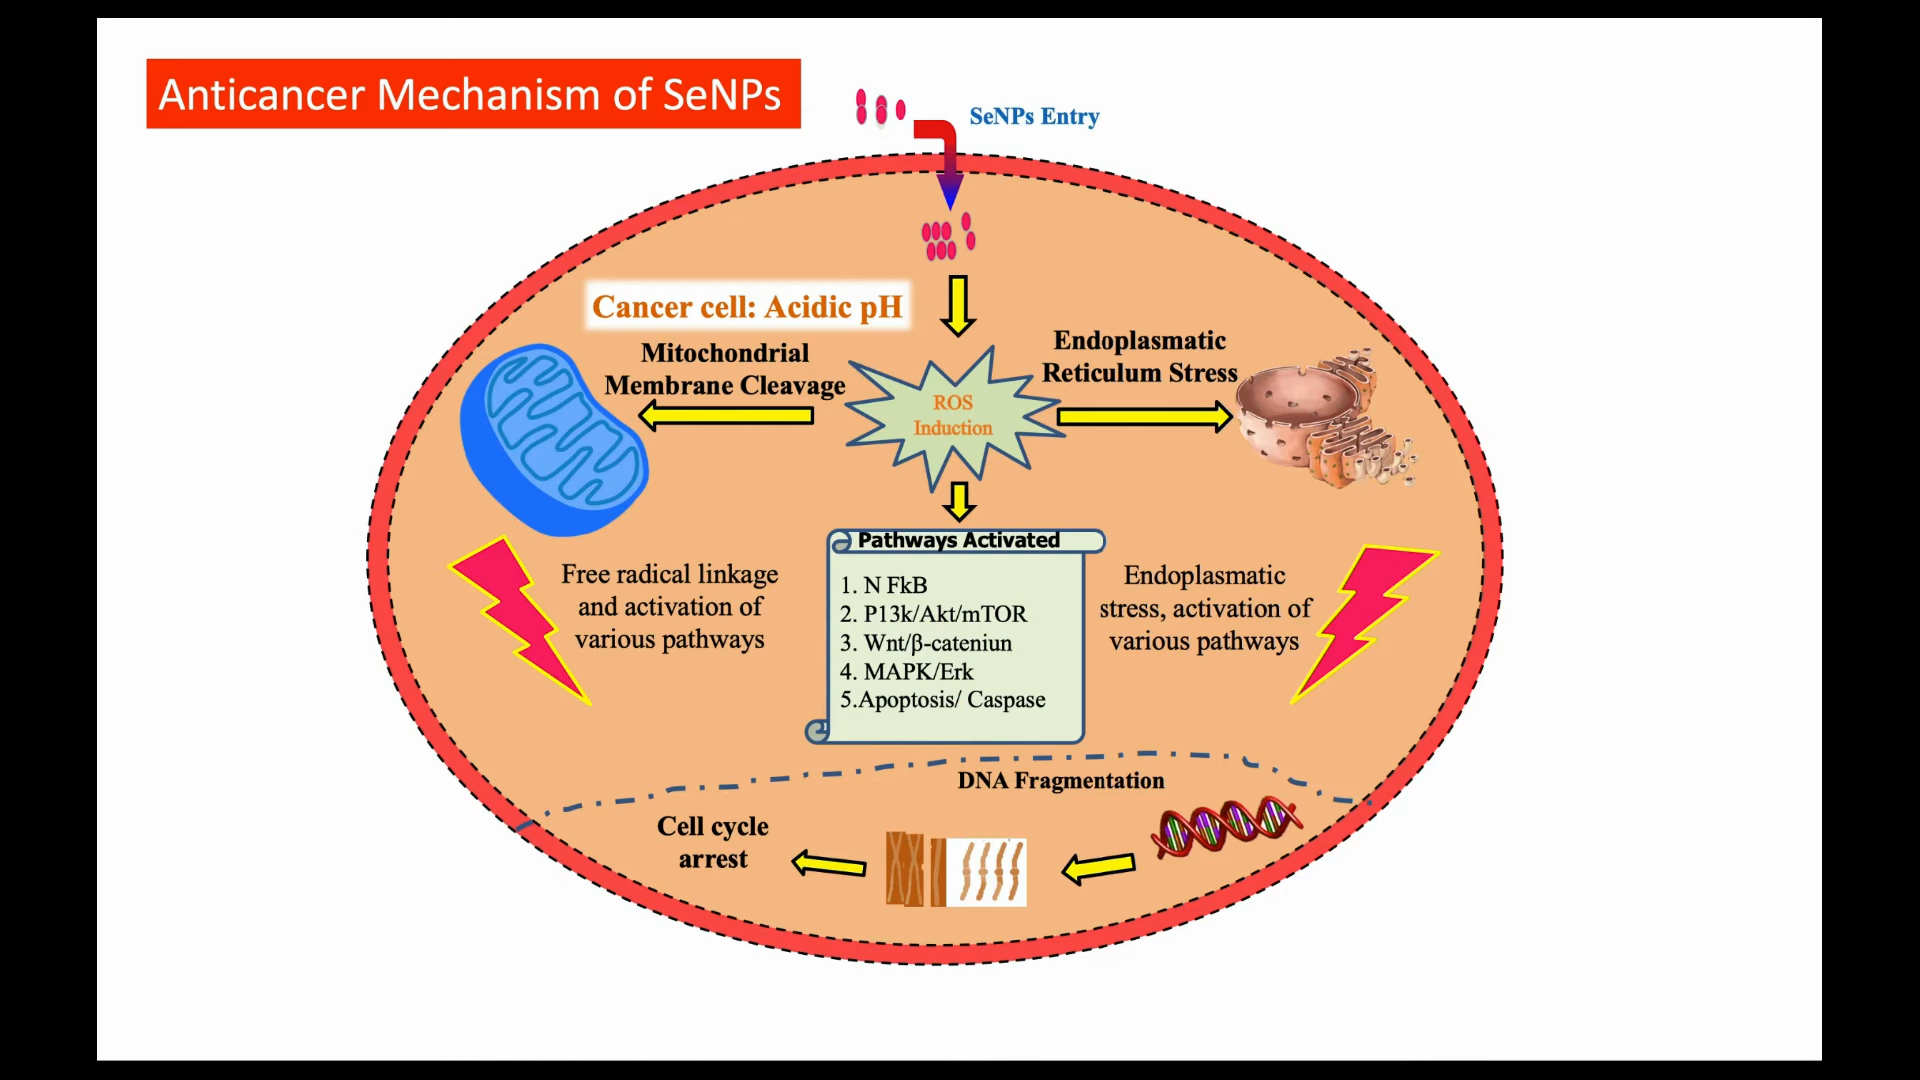 Anticancer Mechanism of SeNPs
SeNPs Entry
Cancer cell: Acidic pH
Mitochondrial
Membrane Cleavage
ROS
Induction
Endoplasmatic
Reticulum Stress
Free radical linkage
and activation of
various pathways
Pathways Activated
1. N FkB
2. P13k/Akt/mTOR
3. Wnt/β-cateniun
4. MAPK/Erk
5.Apoptosis/ Caspase
Endoplasmatic
stress, activation of
various pathways
DNA Fragmentation
Cell cycle
arrest